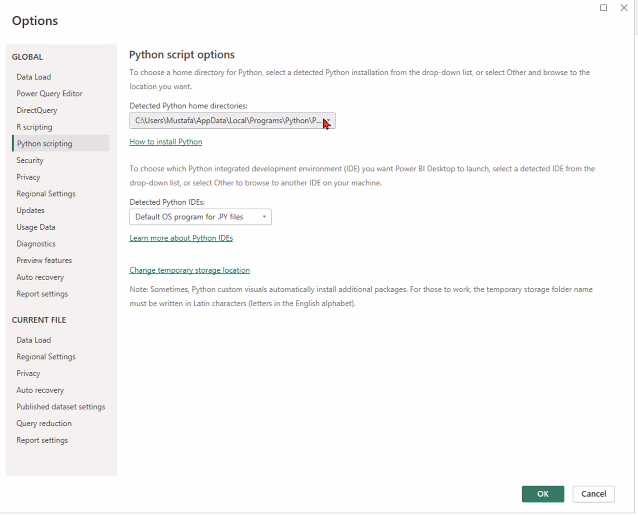 Options
GLOBAL
Data Load
Power Query Editor
DirectQuery
R scripting
Python scripting
Security
Privacy
Regional Settings
Updates
Usage Data
Diagnostics
Preview features
Auto recovery
Report settings
CURRENT FILE
Data Load
Regional Settings
Privacy
Auto recovery
Published dataset settings
Query reduction
Report settings
Python script options
To choose a home directory for Python, select a detected Python installation from the drop-down list, or select Other and browse to the
location you want.
Detected Python home directories:
C:\Users\Mustafa\AppData\Local\Programs\Python\P...
How to install Python
To choose which Python integrated development environment (IDE) you want Power BI Desktop to launch, select a detected IDE from the
drop-down list, or select Other to browse to another IDE on your machine.
Detected Python IDEs:
Default OS program for .PY files
Learn more about Python IDEs
Change temporary storage location
Note: Sometimes, Python custom visuals automatically install additional packages. For those to work, the temporary storage folder name
must be written in Latin characters (letters in the English alphabet).
OK
Cancel